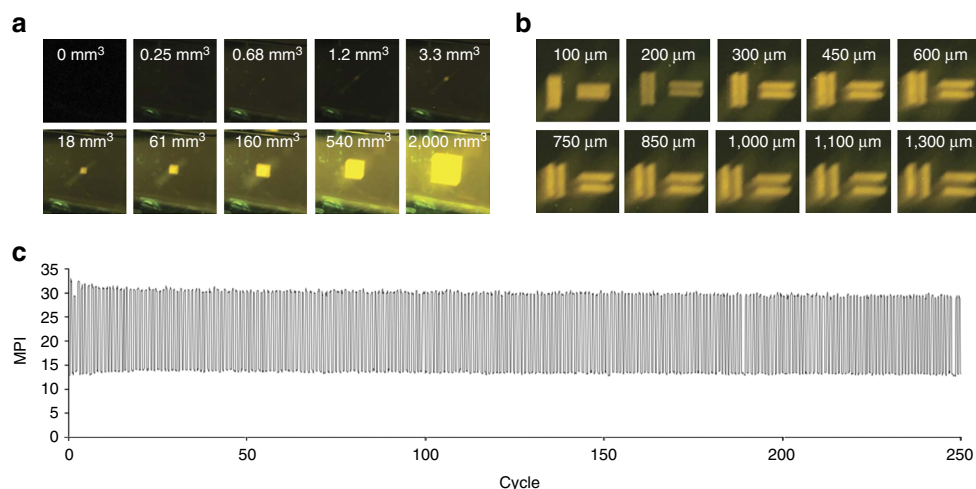 a
0 mm³
0.25 mm³
0.68 mm³
1.2 mm³
3.3 mm³
18 mm³
61 mm³
160 mm³
540 mm³
2,000 mm³
b
100 µm
200 µm
300 µm
450 µm
600 µm
750 µm
850 µm
1,000 µm
1,100 µm
1,300 µm
c
35
30
25
20
15
10
5
0
MPI
0
50
100
150
200
250
Cycle